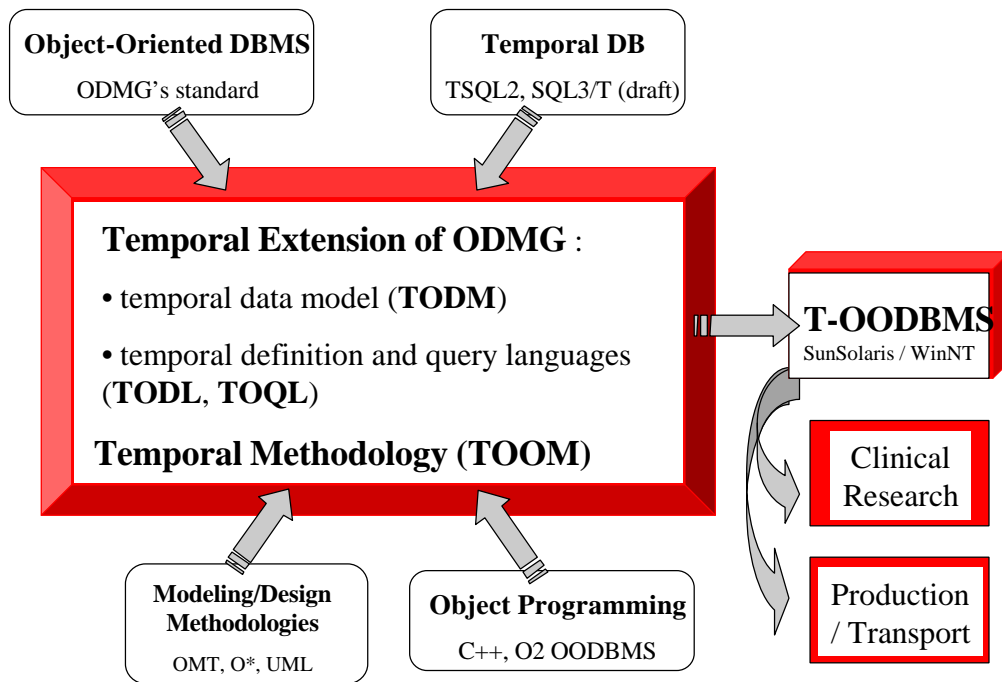 Object-Oriented DBMS
ODMG’s standard
Temporal DB
TSQL2, SQL3/T (draft)
Temporal Extension of ODMG :
• temporal data model (TODM)
• temporal definition and query languages
(TODL, TOQL)
Temporal Methodology (TOOM)
T-OODBMS
SunSolaris / WinNT
Clinical
Research
Production
/ Transport
Modeling/Design
Methodologies
OMT, O*, UML
Object Programming
C++, O2 OODBMS